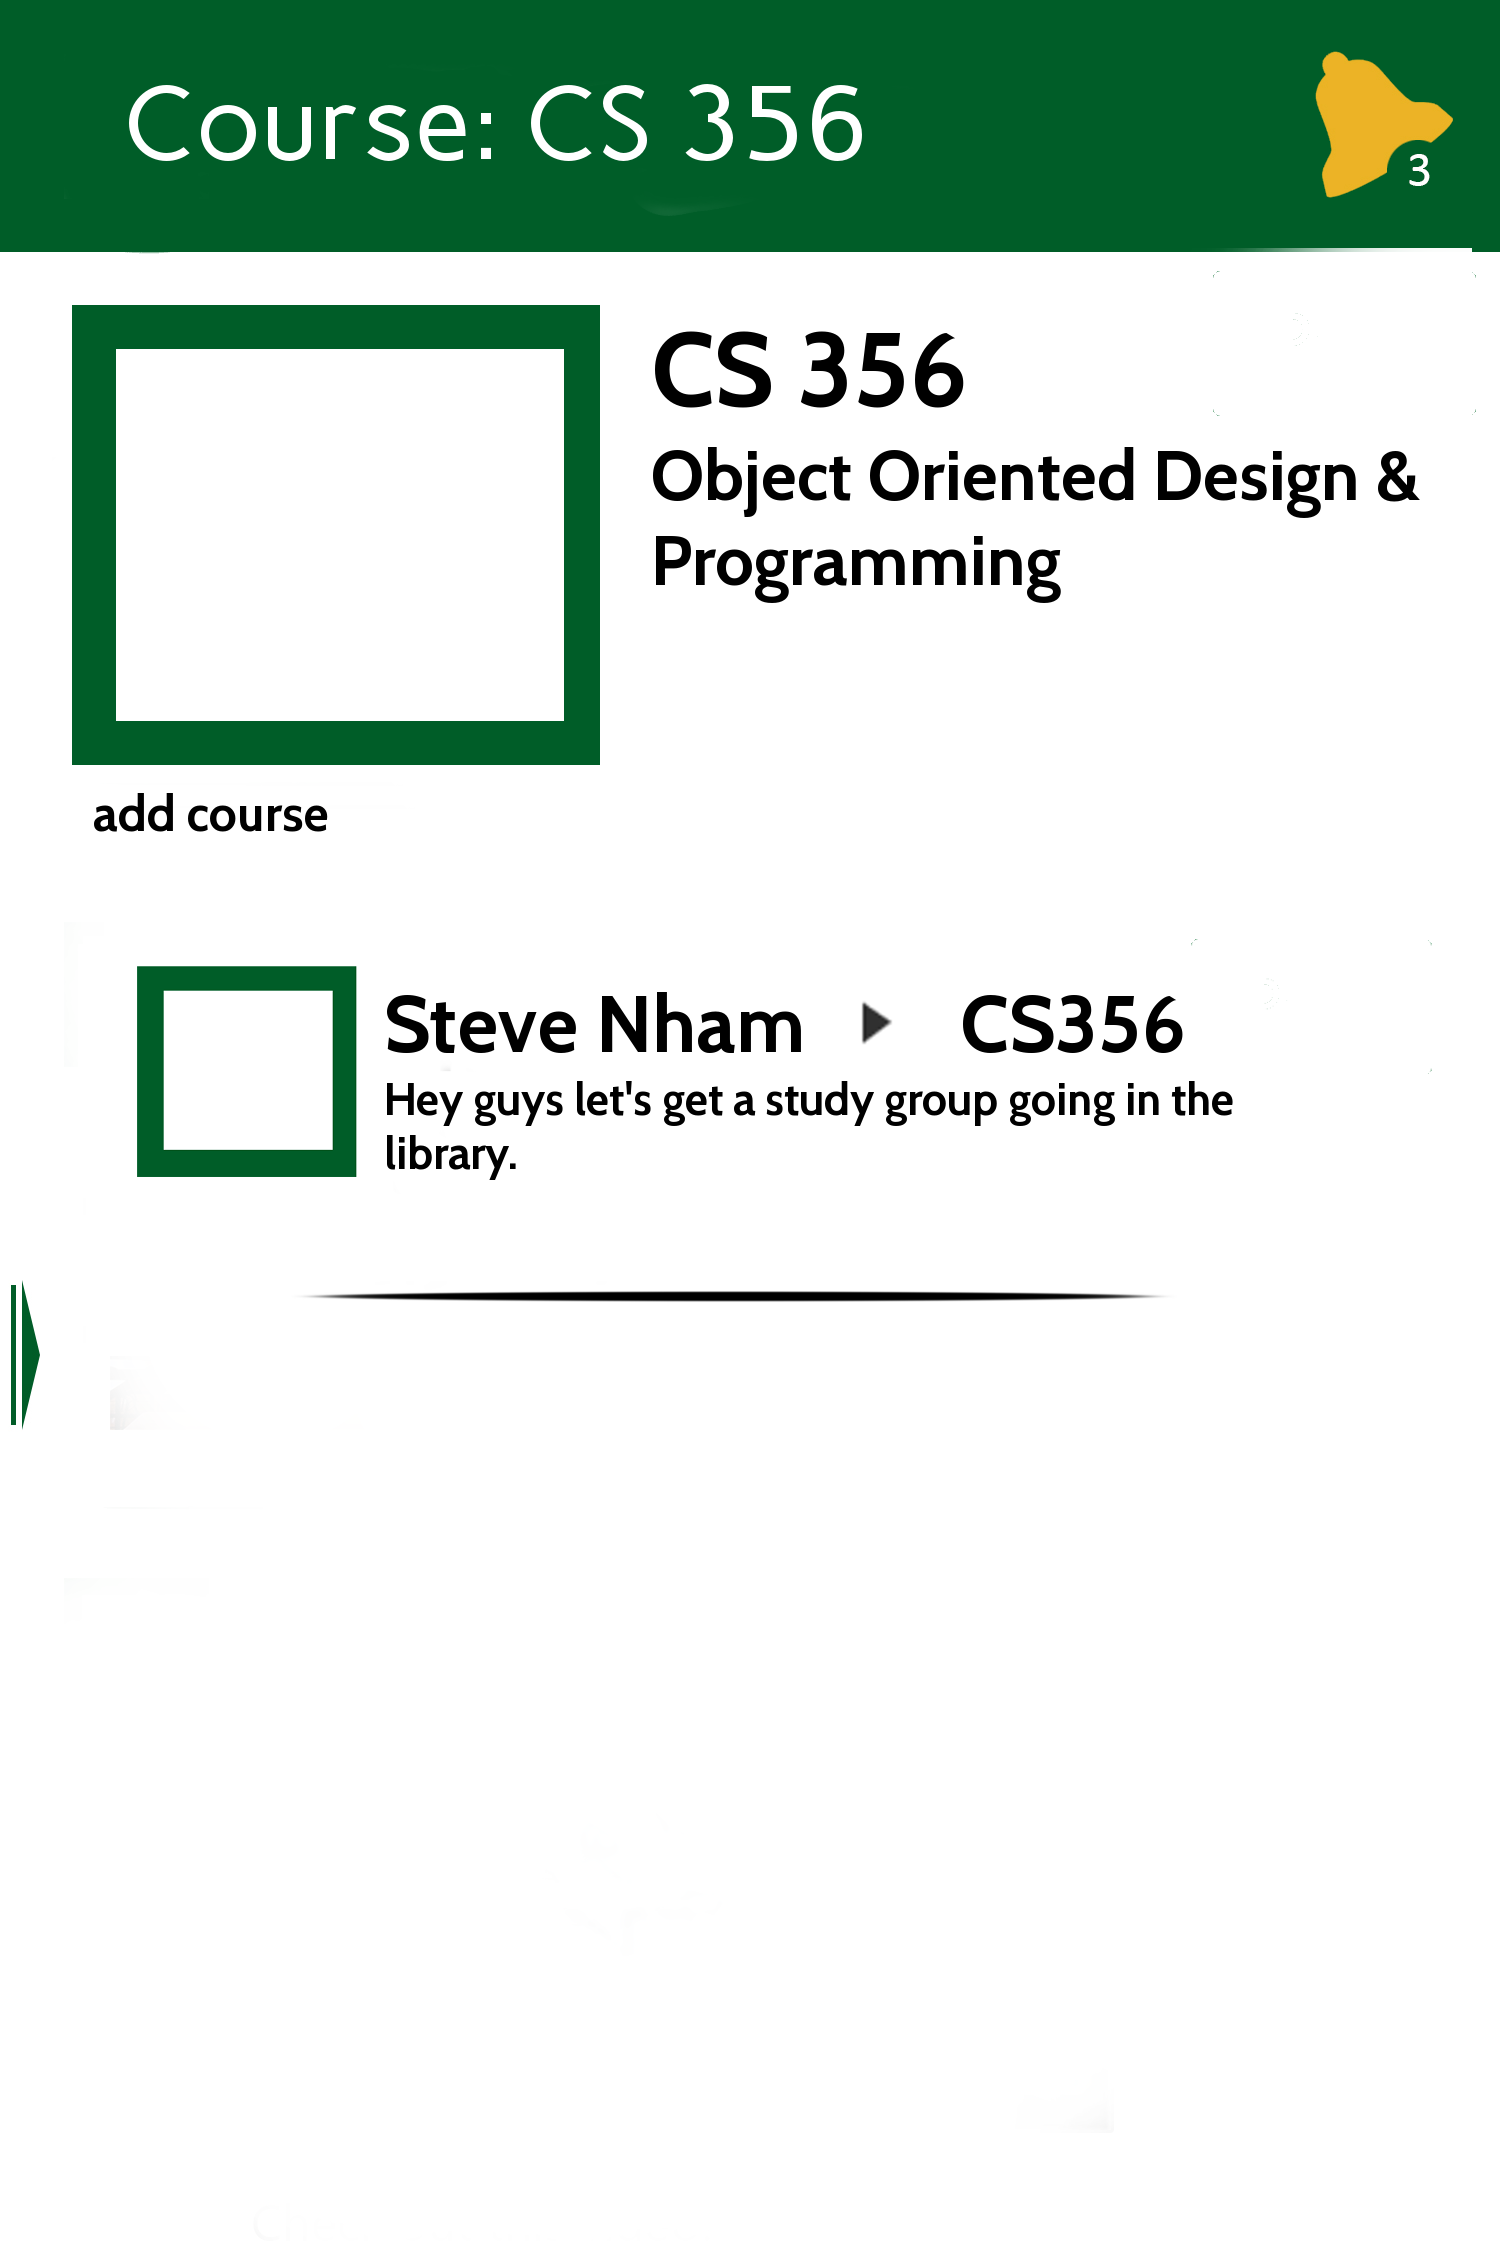 Course: CS 356
3
CS 356
Object Oriented Design &
Programming
add course
Steve Nham
CS356
Hey guys let's get a study group going in the
library.